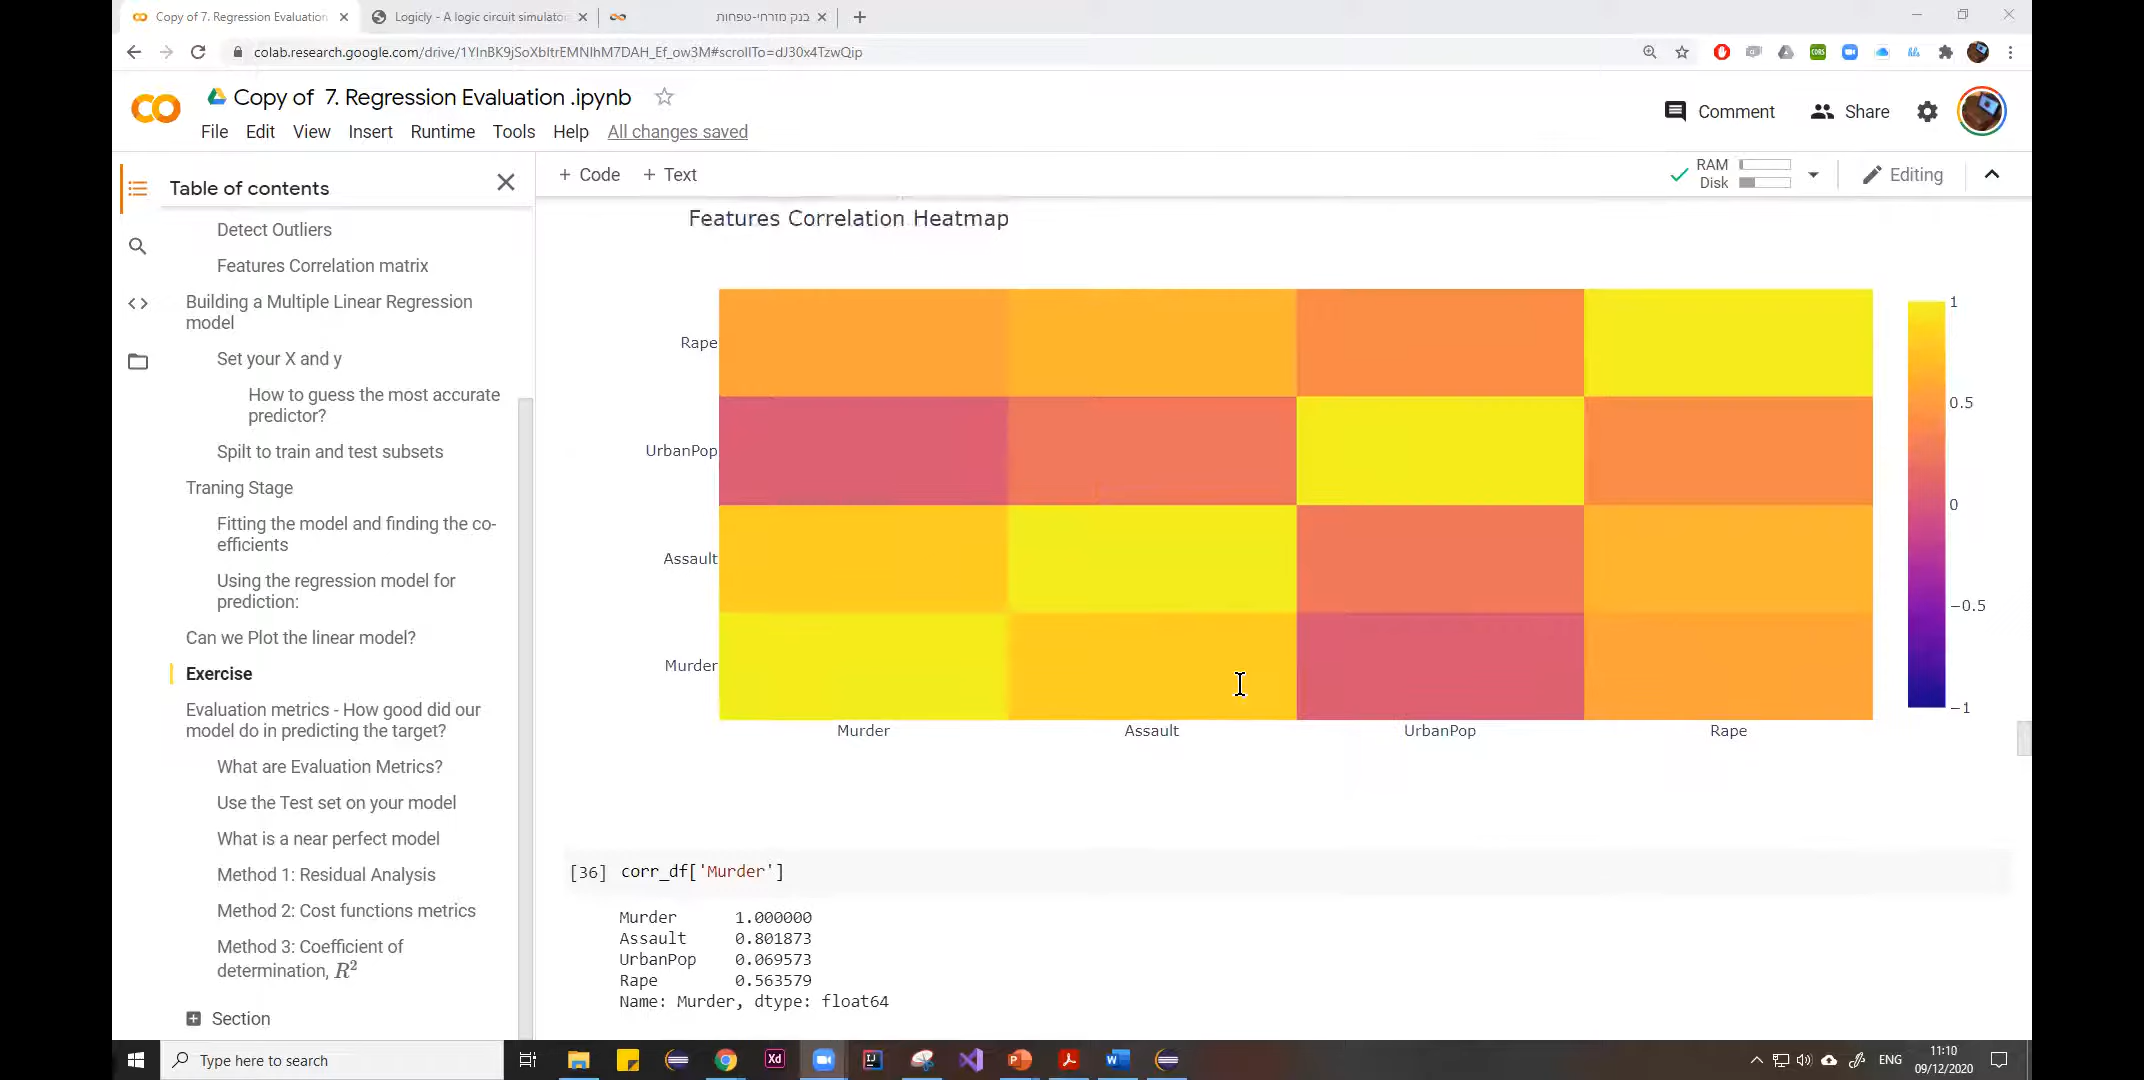 Copy of 7. Regression Evaluation
Logicly - A logic circuit simulator
בנק מזרחי-טפחות
colab.research.google.com/drive/1YlnBK9jSoXbItrEMNIhM7DAH_Ef_ow3M#scrollTo=dJ30x4TzwQip
Copy of 7. Regression Evaluation .ipynb
Comment
Share
File Edit View Insert Runtime Tools Help All changes saved
Table of contents
+ Code + Text
RAM
Disk
Editing
Detect Outliers
Features Correlation matrix
Building a Multiple Linear Regression
model
Set your X and y
How to guess the most accurate
predictor?
Spilt to train and test subsets
Traning Stage
Fitting the model and finding the co-
efficients
Using the regression model for
prediction:
Can we Plot the linear model?
Exercise
Evaluation metrics - How good did our
model do in predicting the target?
What are Evaluation Metrics?
Use the Test set on your model
What is a near perfect model
Method 1: Residual Analysis
Method 2: Cost functions metrics
Method 3: Coefficient of
determination, R²
Section
Features Correlation Heatmap
Rape
UrbanPop
Assault
Murder
Murder Assault UrbanPop Rape
1
0.5
0
−0.5
−1
[36] corr_df['Murder']
Murder 1.000000
Assault 0.801873
UrbanPop 0.069573
Rape 0.563579
Name: Murder, dtype: float64
Type here to search
Xd
IJ
ENG
11:10
09/12/2020